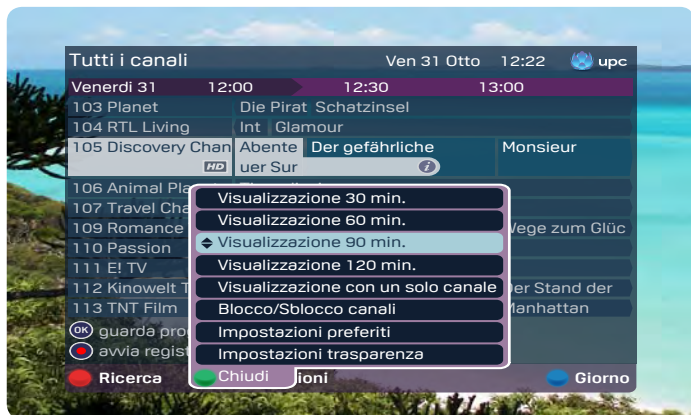 Tutti i canali Ven 31 Otto 12:22 upc
Venerdi 31 12:00 12:30 13:00
103 Planet Die Pirat Schatzinsel
104 RTL Living Int Glamour
105 Discovery Chan Abente Der gefährliche Monsieur
HD uer Sur i
106 Animal Pla
107 Travel Cha
109 Romance Wege zum Glüc
110 Passion
111 E! TV
112 Kinowelt T Der Stand der
113 TNT Film Manhattan
OK guarda pro
avvia regist
Visualizzazione 30 min.
Visualizzazione 60 min.
Visualizzazione 90 min.
Visualizzazione 120 min.
Visualizzazione con un solo canale
Blocco/Sblocco canali
Impostazioni preferiti
Impostazioni trasparenza
Ricerca Chiudi ioni Giorno